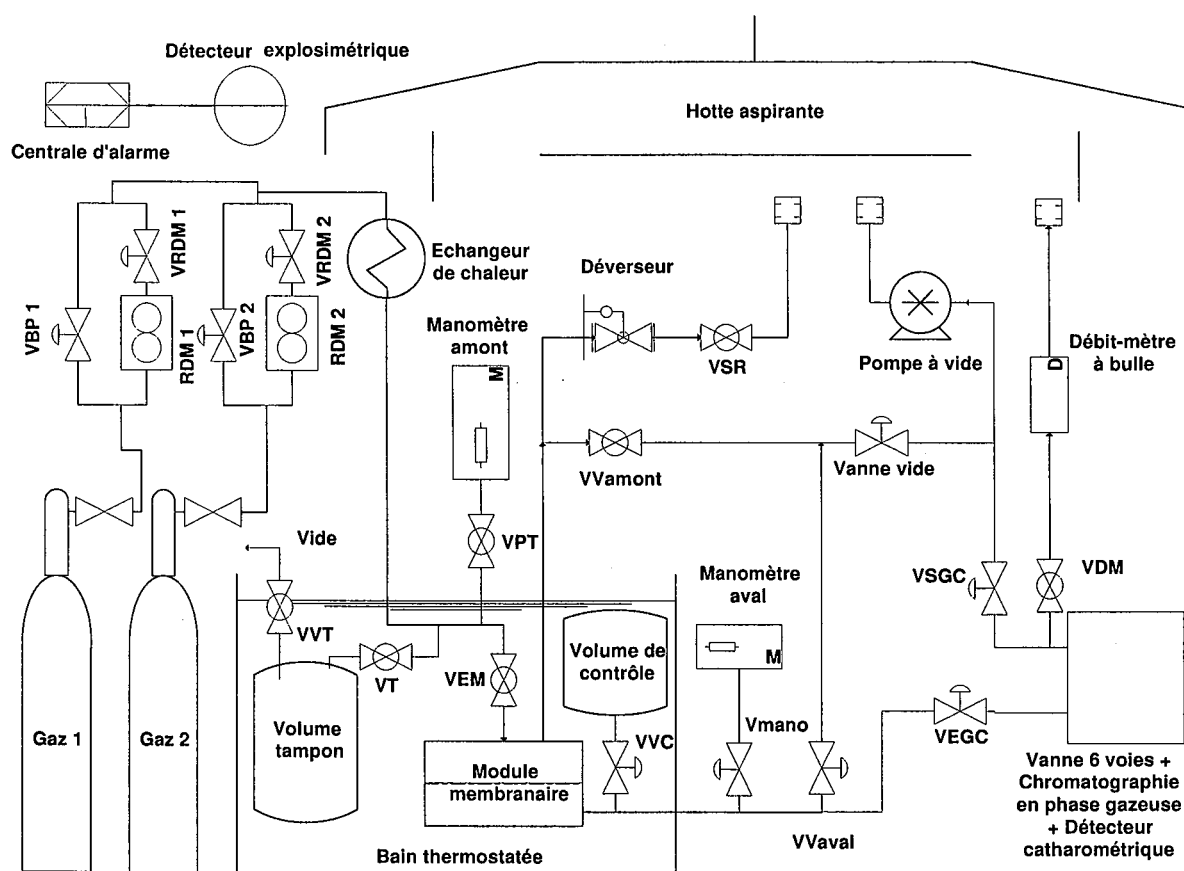 Détecteur explosimétrique
Hotte aspirante
Centrale d'alarme
VRDM 1
VRDM 2
Echangeur
de chaleur
Déverseur
VBP 1
RDM 1
VBP 2
RDM 2
Manomètre
amont
M
VSR
Pompe à vide
Débit-mètre
à bulle
D
VVamont
Vanne vide
Vide
VPT
Manomètre
aval
M
VSGC
VDM
VVT
VT
VEM
Volume de
contrôle
Gaz 1
Gaz 2
Volume
tampon
VVC
Vmano
VEGC
Module
membranaire
Bain thermostatée
VVaval
Vanne 6 voies +
Chromatographie
en phase gazeuse
+ Détecteur
catharométrique